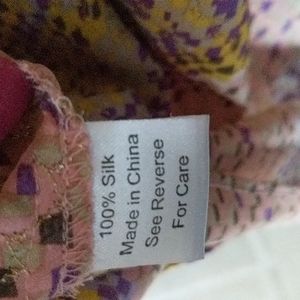 100% Silk
Made in China
See Reverse
For Care